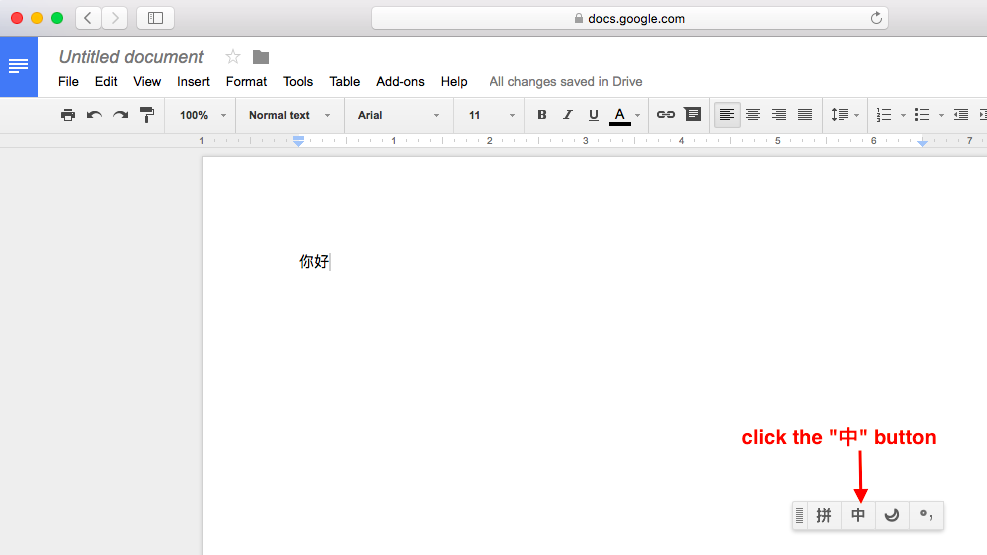 docs.google.com
Untitled document
File Edit View Insert Format Tools Table Add-ons Help All changes saved in Drive
100% Normal text Arial 11 B I U A
1 1 2 3 4 5 6 7
你好
click the "中" button
拼 中 °,